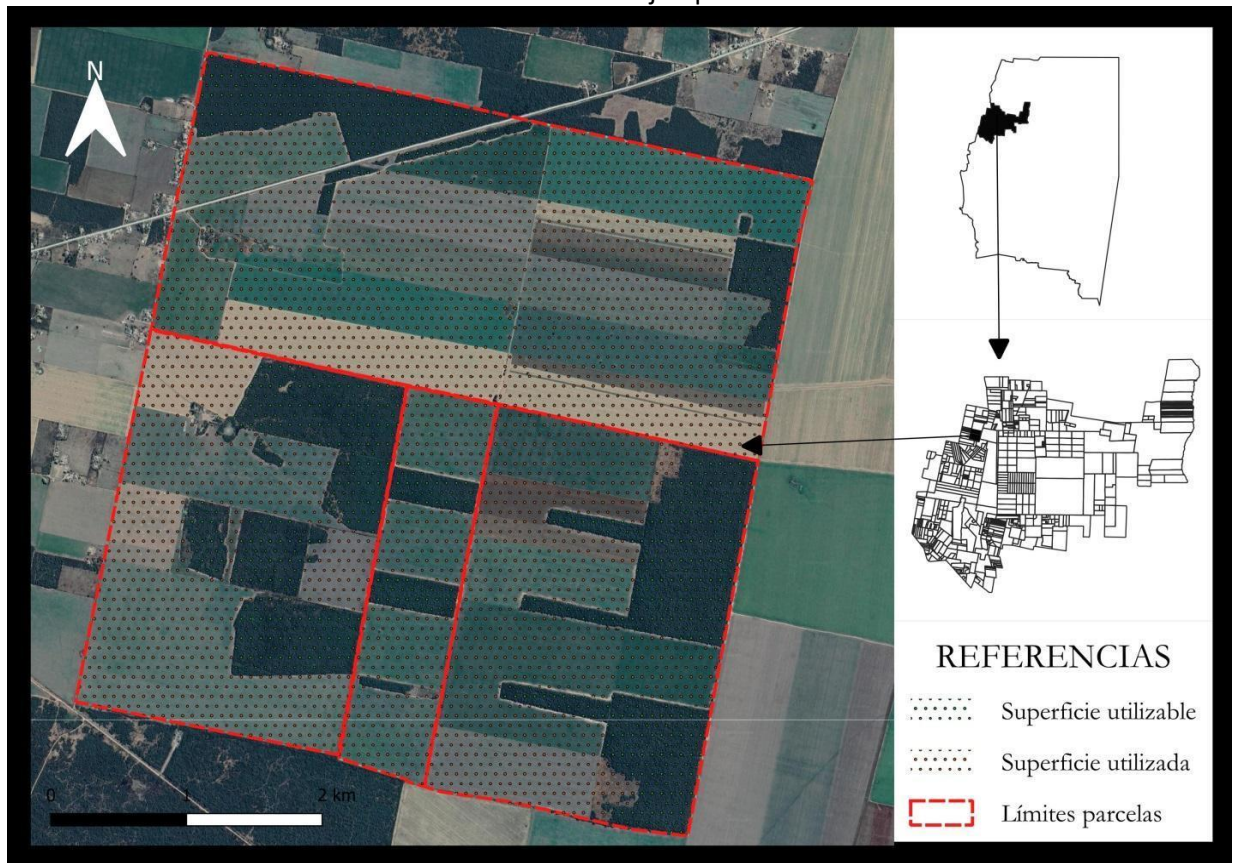 N
0 1 2 km
REFERENCIAS
Superficie utilizable
Superficie utilizada
Límites parcelas